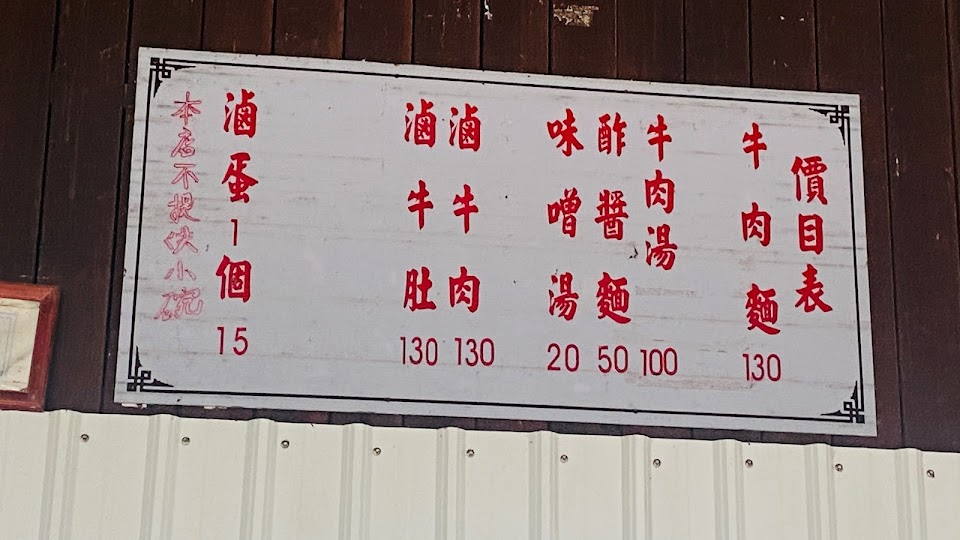 價目表
牛肉麵 130
牛肉湯 100
酢醬麵 50
味噌湯 20
滷牛肉 130
滷牛肚 130
滷蛋1個 15
本店不提供小碗